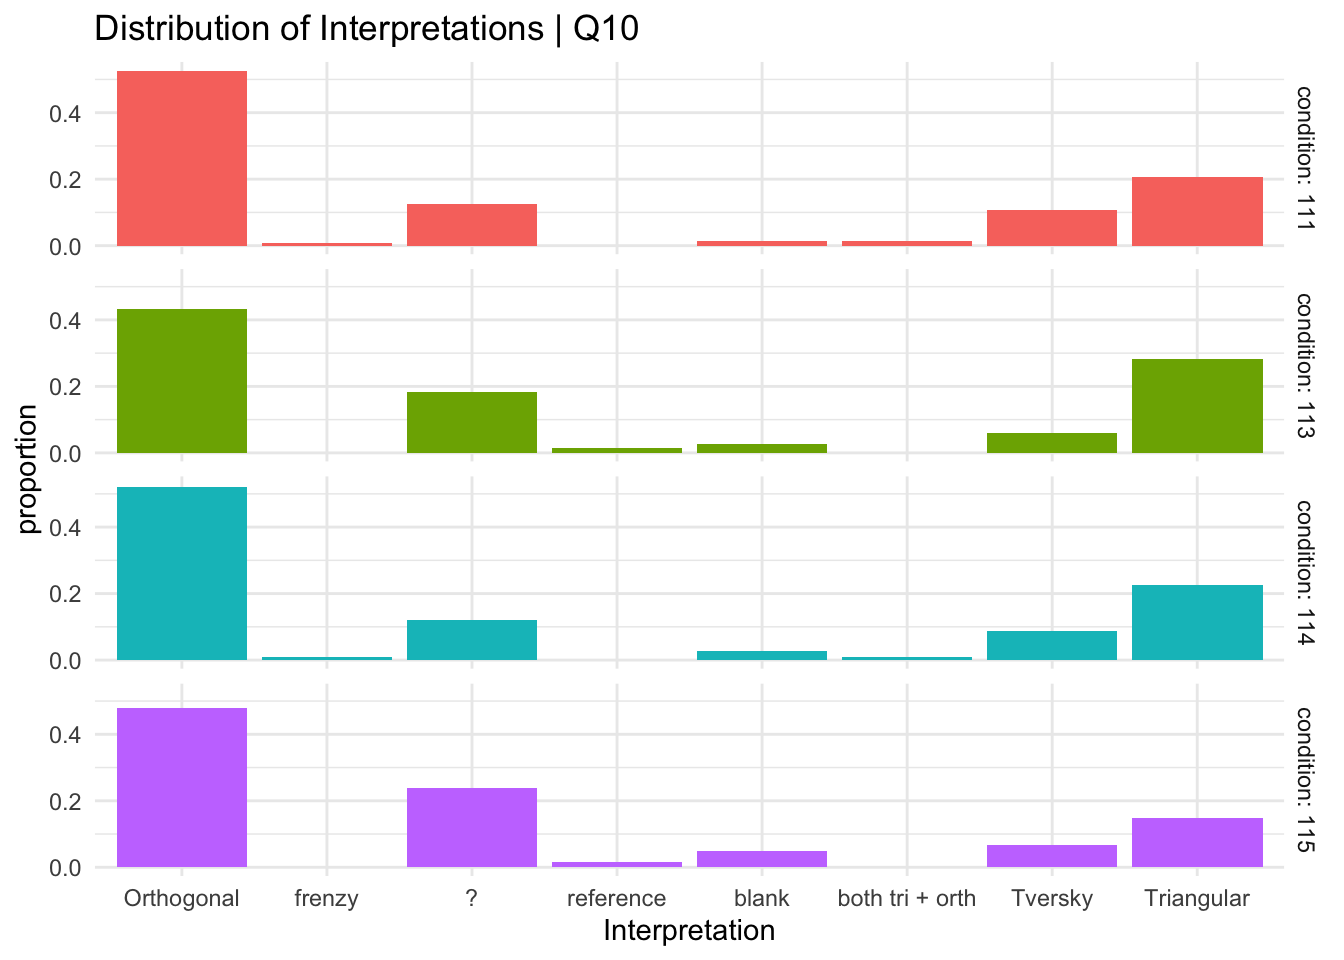 Distribution of Interpretations | Q10
proportion
0.4
0.2
0.0
condition: 111
0.4
0.2
0.0
condition: 113
0.4
0.2
0.0
condition: 114
0.4
0.2
0.0
condition: 115
Orthogonal frenzy ? reference blank both tri + orth Tversky Triangular
Interpretation